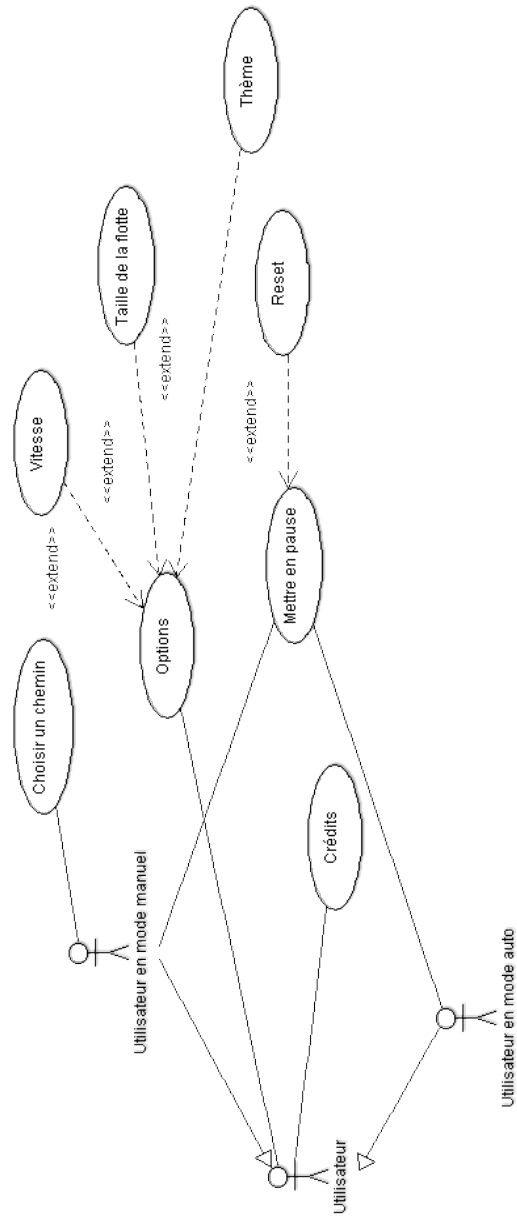 Utilisateur
Utilisateur en mode manuel
Utilisateur en mode auto
Choisir un chemin
Options
Crédits
Mettre en pause
<<extend>>
<<extend>>
<<extend>>
<<extend>>
Vitesse
Taille de la flotte
Reset
Thème